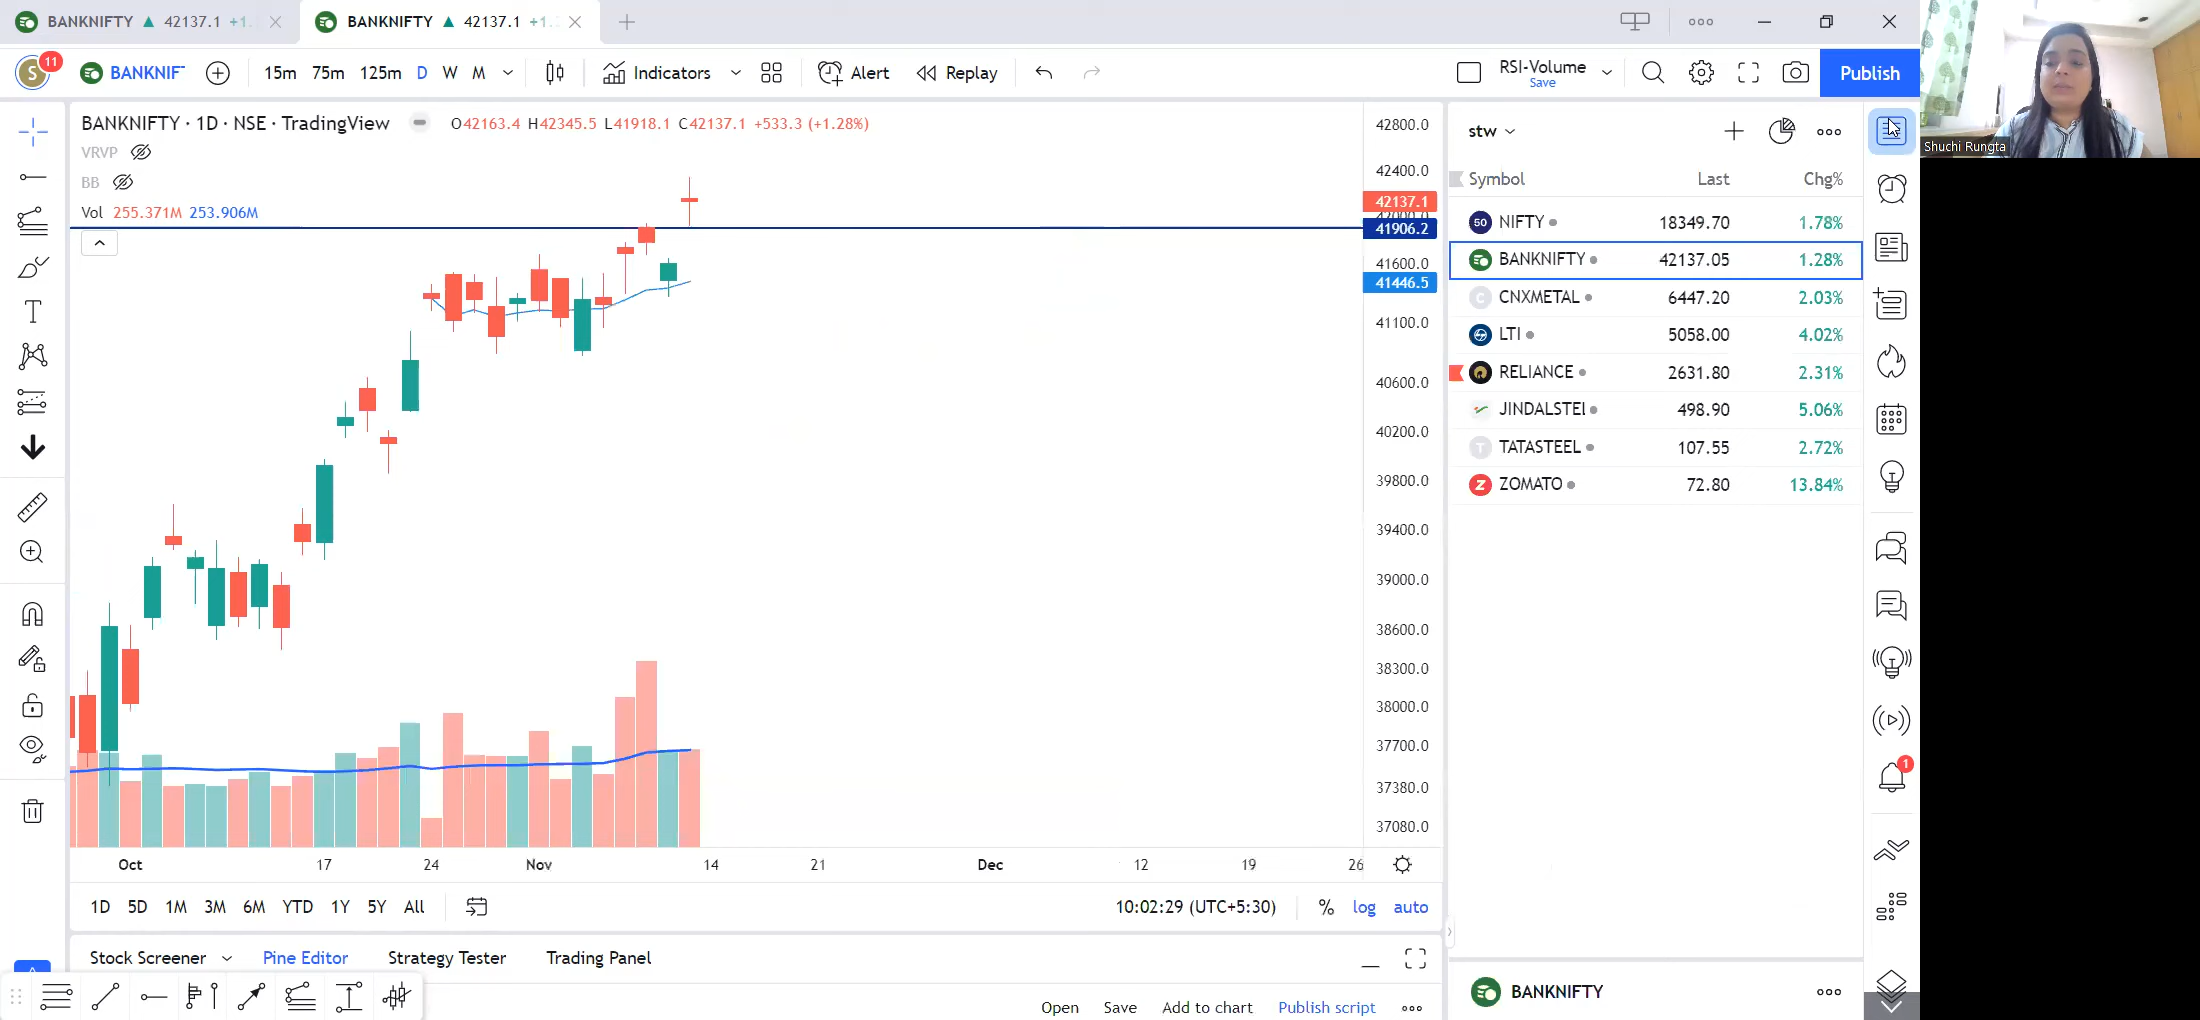 BANKNIFTY ▲ 42137.1 +1.
BANKNIFTY ▲ 42137.1 +1.
S 11
BANKNIF
15m 75m 125m D W M
Indicators
Alert
Replay
RSI-Volume
Save
Publish
BANKNIFTY · 1D · NSE · TradingView
O42163.4 H42345.5 L41918.1 C42137.1 +533.3 (+1.28%)
VRVP
BB
Vol 255.371M 253.906M
42800.0
42400.0
42137.1
42000.0
41906.2
41600.0
41446.5
41100.0
40600.0
40200.0
39800.0
39400.0
39000.0
38600.0
38300.0
38000.0
37700.0
37380.0
37080.0
Oct 17 24 Nov 14 21 Dec 12 19 26
1D 5D 1M 3M 6M YTD 1Y 5Y All
10:02:29 (UTC+5:30) % log auto
Stock Screener Pine Editor Strategy Tester Trading Panel
Open Save Add to chart Publish script
stw
Symbol Last Chg%
50 NIFTY 18349.70 1.78%
BANKNIFTY 42137.05 1.28%
C CNXMETAL 6447.20 2.03%
LTI 5058.00 4.02%
RELIANCE 2631.80 2.31%
JINDALSTEL 498.90 5.06%
T TATASTEEL 107.55 2.72%
Z ZOMATO 72.80 13.84%
BANKNIFTY
1
Shuchi Rungta